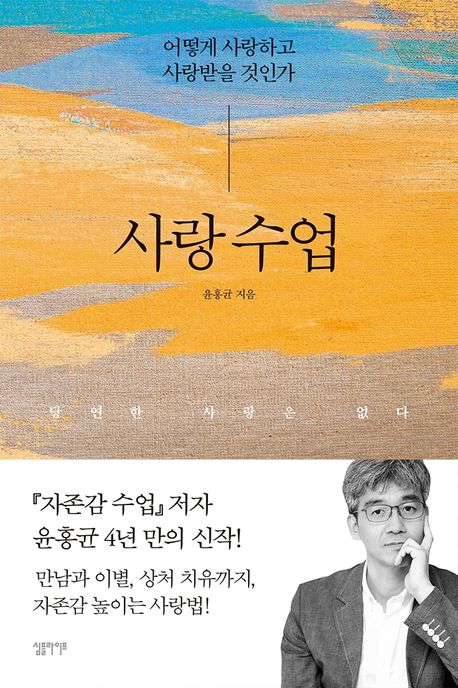 어떻게 사랑하고
사랑받을 것인가
사랑 수업
윤홍균 지음
당연한 사랑은 없다
『자존감 수업』 저자
윤홍균 4년 만의 신작!
만남과 이별, 상처 치유까지,
자존감 높이는 사랑법!
심플라이프